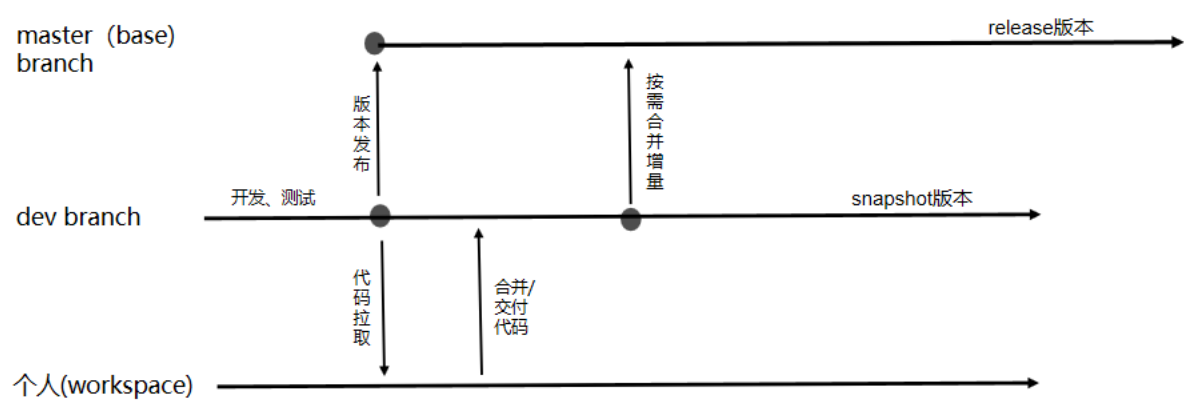 master（base)
branch
release版本
版本发布
按需合并增量
开发、测试
dev branch
snapshot版本
代码拉取
合并/
交付
代码
个人(workspace)